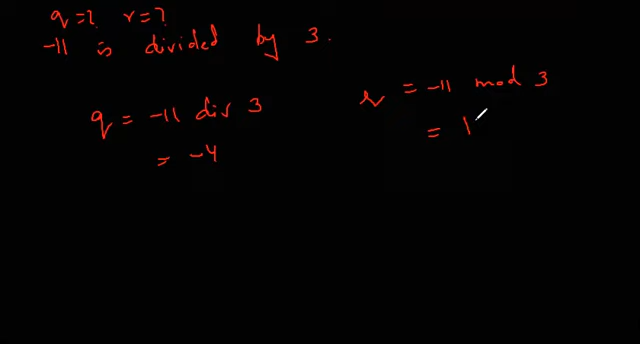 q = ? r = ?
-11 is divided by 3.
q = -11 div 3
= -4
r = -11 mod 3
= 1